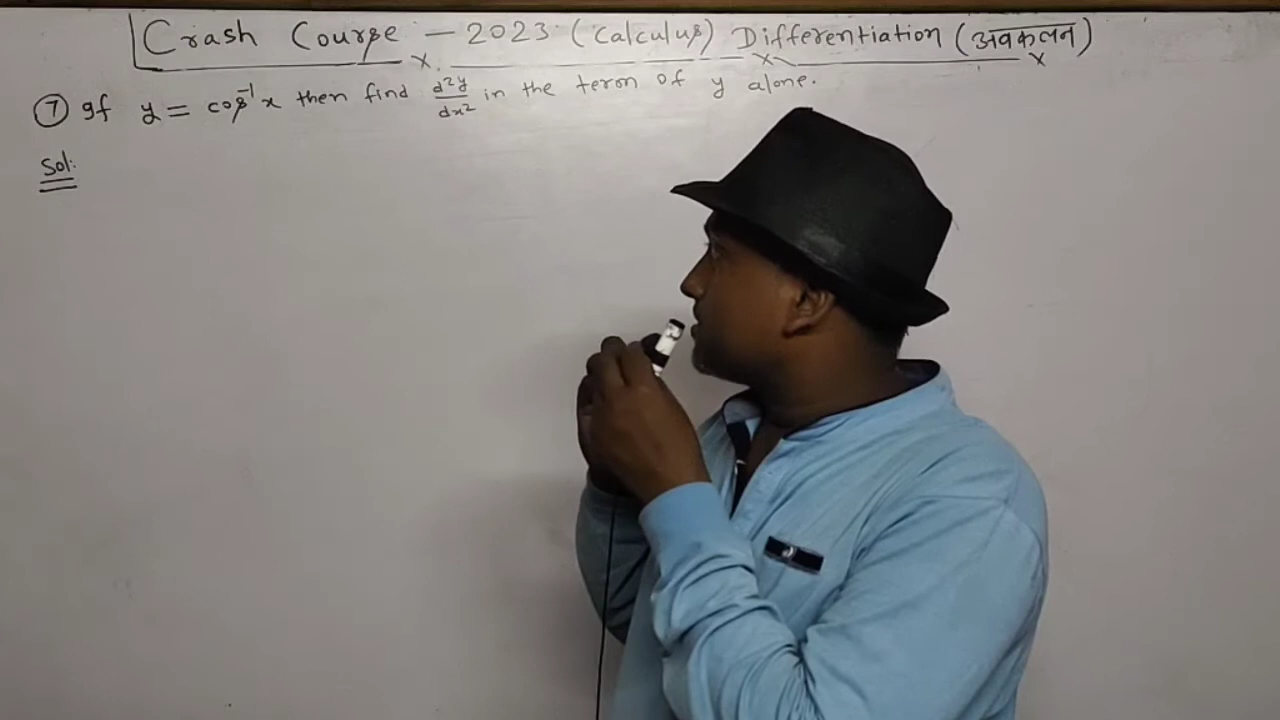 Crash Course - 2023 (Calculus) Differentiation (अवकलन)
⑦ If y = cos⁻¹x then find d²y/dx² in the term of y alone.
Sol: